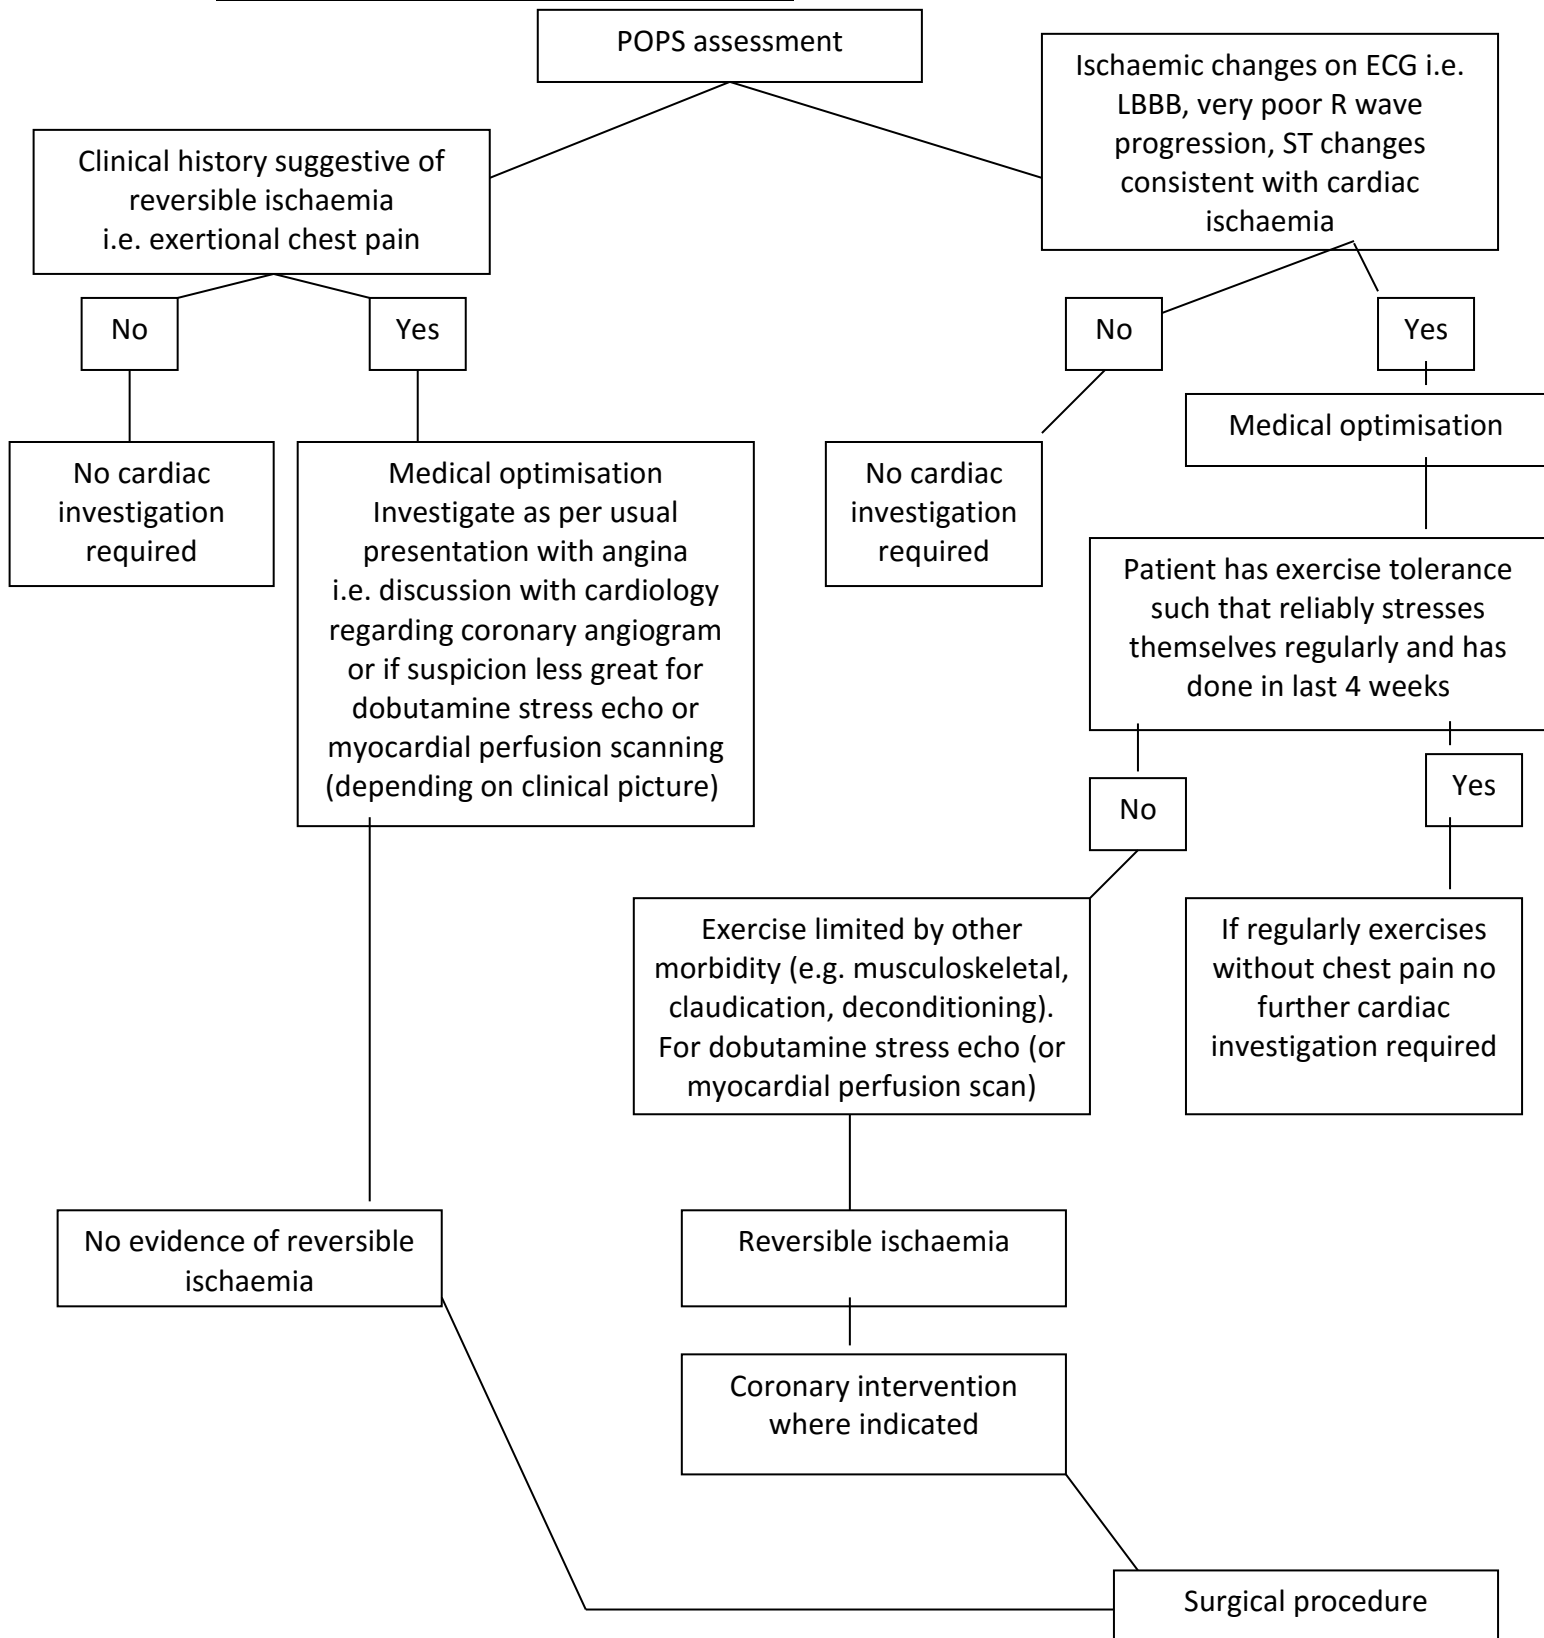 POPS assessment
Ischaemic changes on ECG i.e.
LBBB, very poor R wave
progression, ST changes
consistent with cardiac
ischaemia
Clinical history suggestive of
reversible ischaemia
i.e. exertional chest pain
No
Yes
No
Yes
No cardiac
investigation
required
Medical optimisation
Investigate as per usual
presentation with angina
i.e. discussion with cardiology
regarding coronary angiogram
or if suspicion less great for
dobutamine stress echo or
myocardial perfusion scanning
(depending on clinical picture)
No cardiac
investigation
required
Medical optimisation
Patient has exercise tolerance
such that reliably stresses
themselves regularly and has
done in last 4 weeks
No
Yes
Exercise limited by other
morbidity (e.g. musculoskeletal,
claudication, deconditioning).
For dobutamine stress echo (or
myocardial perfusion scan)
If regularly exercises
without chest pain no
further cardiac
investigation required
No evidence of reversible
ischaemia
Reversible ischaemia
Coronary intervention
where indicated
Surgical procedure